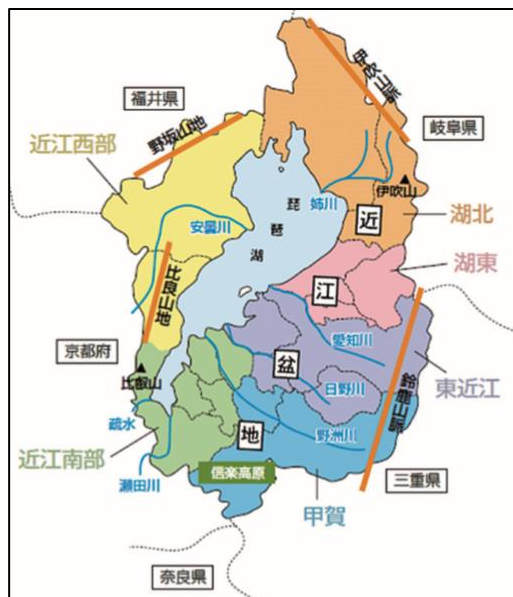 伊吹山脈
福井県
野坂山地
岐阜県
近江西部
伊吹山
琵
姉川
近
湖北
安曇川
琶
湖
湖東
比良山地
江
愛知川
京都府
比叡山
盆
東近江
日野川
鈴鹿山脈
疏水
地
野洲川
近江南部
瀬田川
信楽高原
三重県
甲賀
奈良県